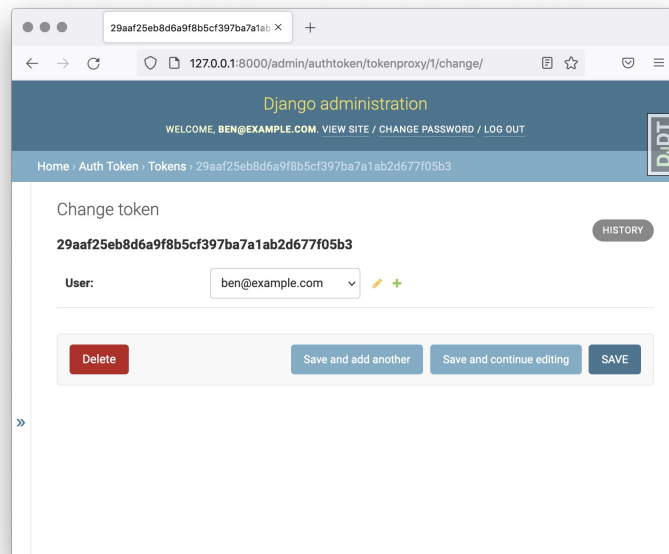 29aaf25eb8d6a9f8b5cf397ba7a1ab
127.0.0.1:8000/admin/authtoken/tokenproxy/1/change/
Django administration
WELCOME, BEN@EXAMPLE.COM. VIEW SITE / CHANGE PASSWORD / LOG OUT
DjDT
Home › Auth Token › Tokens › 29aaf25eb8d6a9f8b5cf397ba7a1ab2d677f05b3
Change token
HISTORY
29aaf25eb8d6a9f8b5cf397ba7a1ab2d677f05b3
User: ben@example.com
Delete Save and add another Save and continue editing SAVE
»